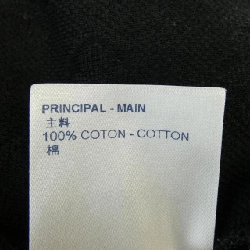 PRINCIPAL - MAIN
主料
100% COTON - COTTON
棉